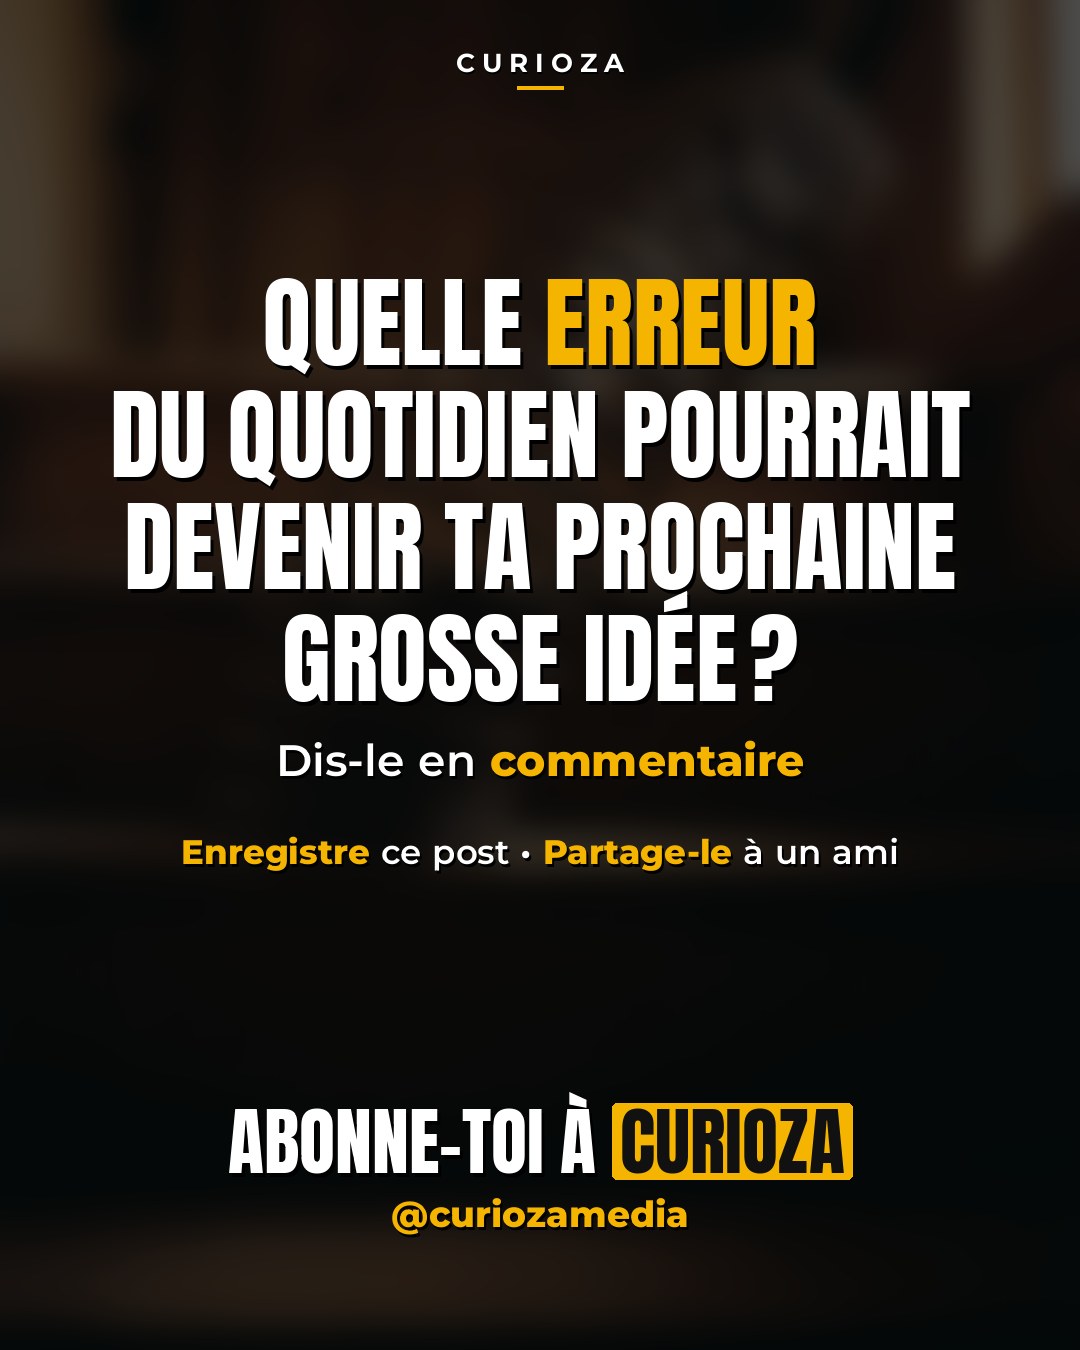 CURIOZA
QUELLE ERREUR
DU QUOTIDIEN POURRAIT
DEVENIR TA PROCHAINE
GROSSE IDÉE ?
Dis-le en commentaire
Enregistre ce post • Partage-le à un ami
ABONNE-TOI À CURIOZA
@curiozamedia